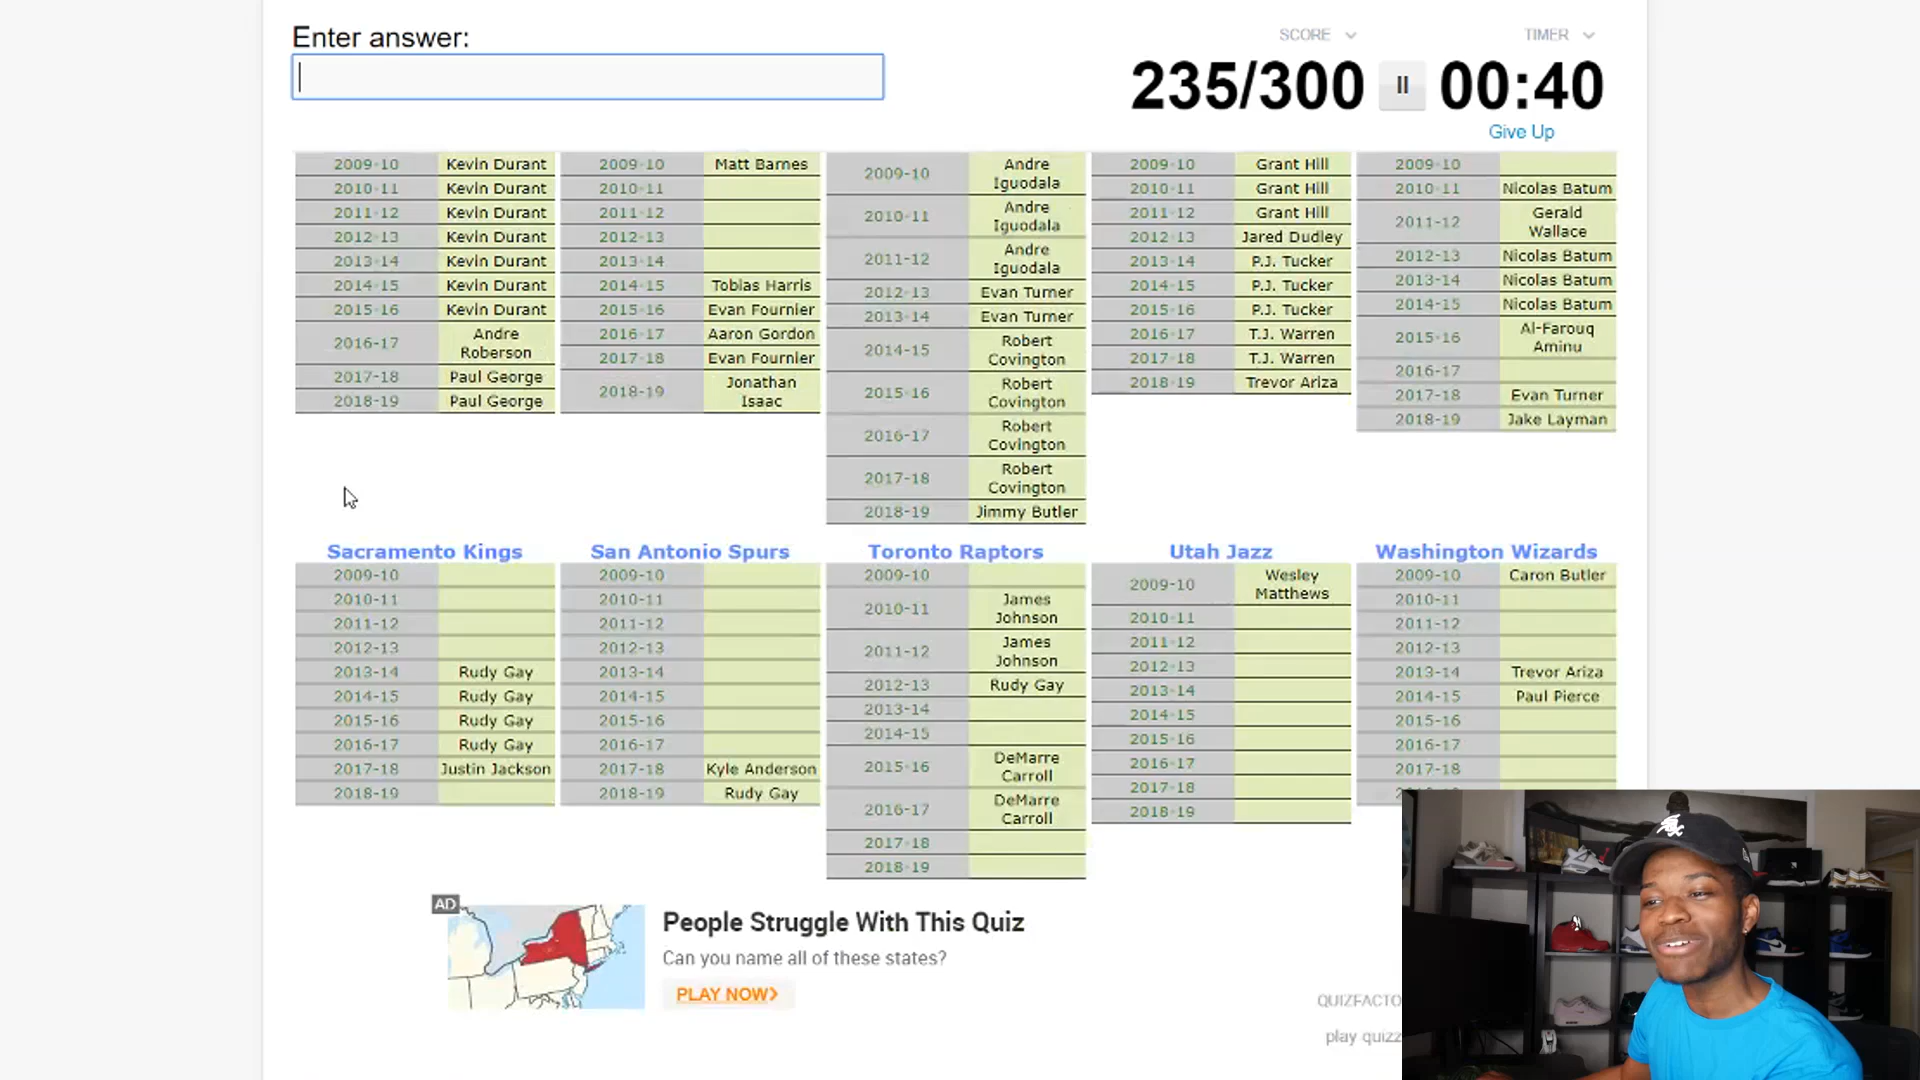 Enter answer:
SCORE
TIMER
235/300
00:40
Give Up
2009-10 Kevin Durant
2010-11 Kevin Durant
2011-12 Kevin Durant
2012-13 Kevin Durant
2013-14 Kevin Durant
2014-15 Kevin Durant
2015-16 Kevin Durant
2016-17 Andre
Roberson
2017-18 Paul George
2018-19 Paul George
2009-10 Matt Barnes
2010-11
2011-12
2012-13
2013-14
2014-15 Tobias Harris
2015-16 Evan Fournier
2016-17 Aaron Gordon
2017-18 Evan Fournier
2018-19 Jonathan
Isaac
2009-10 Andre
Iguodala
2010-11 Andre
Iguodala
2011-12 Andre
Iguodala
2012-13 Evan Turner
2013-14 Evan Turner
2014-15 Robert
Covington
2015-16 Robert
Covington
2016-17 Robert
Covington
2017-18 Robert
Covington
2018-19 Jimmy Butler
2009-10 Grant Hill
2010-11 Grant Hill
2011-12 Grant Hill
2012-13 Jared Dudley
2013-14 P.J. Tucker
2014-15 P.J. Tucker
2015-16 P.J. Tucker
2016-17 T.J. Warren
2017-18 T.J. Warren
2018-19 Trevor Ariza
2009-10
2010-11 Nicolas Batum
2011-12 Gerald
Wallace
2012-13 Nicolas Batum
2013-14 Nicolas Batum
2014-15 Nicolas Batum
2015-16 Al-Farouq
Aminu
2016-17
2017-18 Evan Turner
2018-19 Jake Layman
Sacramento Kings
2009-10
2010-11
2011-12
2012-13
2013-14 Rudy Gay
2014-15 Rudy Gay
2015-16 Rudy Gay
2016-17 Rudy Gay
2017-18 Justin Jackson
2018-19
San Antonio Spurs
2009-10
2010-11
2011-12
2012-13
2013-14
2014-15
2015-16
2016-17
2017-18 Kyle Anderson
2018-19 Rudy Gay
Toronto Raptors
2009-10
2010-11 James
Johnson
2011-12 James
Johnson
2012-13 Rudy Gay
2013-14
2014-15
2015-16 DeMarre
Carroll
2016-17 DeMarre
Carroll
2017-18
2018-19
Utah Jazz
2009-10 Wesley
Matthews
2010-11
2011-12
2012-13
2013-14
2014-15
2015-16
2016-17
2017-18
2018-19
Washington Wizards
2009-10 Caron Butler
2010-11
2011-12
2012-13
2013-14 Trevor Ariza
2014-15 Paul Pierce
2015-16
2016-17
2017-18
AD
People Struggle With This Quiz
Can you name all of these states?
PLAY NOW>
QUIZFACTO
play quizz